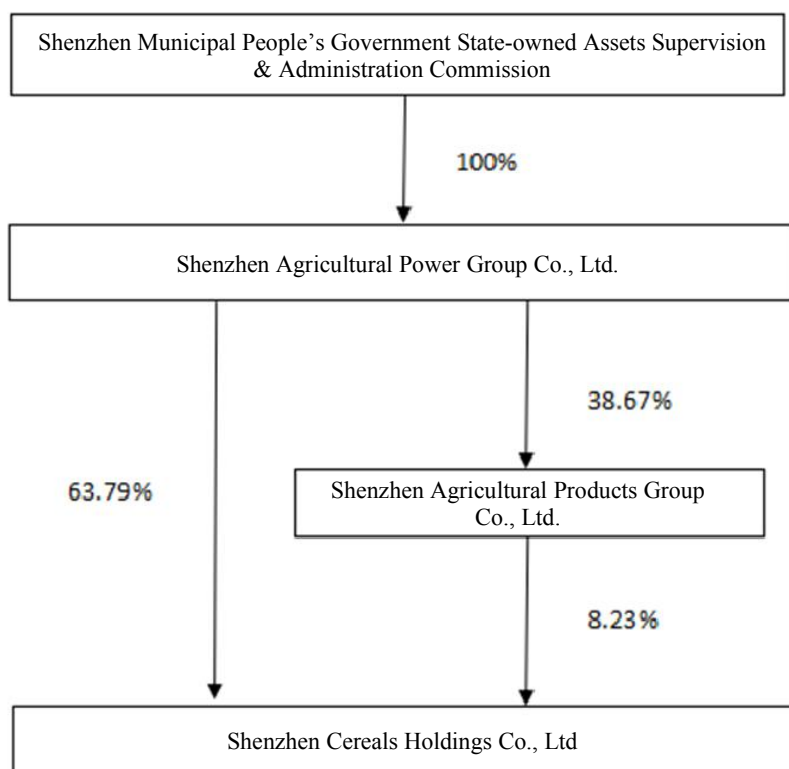 Shenzhen Municipal People’s Government State-owned Assets Supervision
& Administration Commission
100%
Shenzhen Agricultural Power Group Co., Ltd.
38.67%
63.79%
Shenzhen Agricultural Products Group
Co., Ltd.
8.23%
Shenzhen Cereals Holdings Co., Ltd